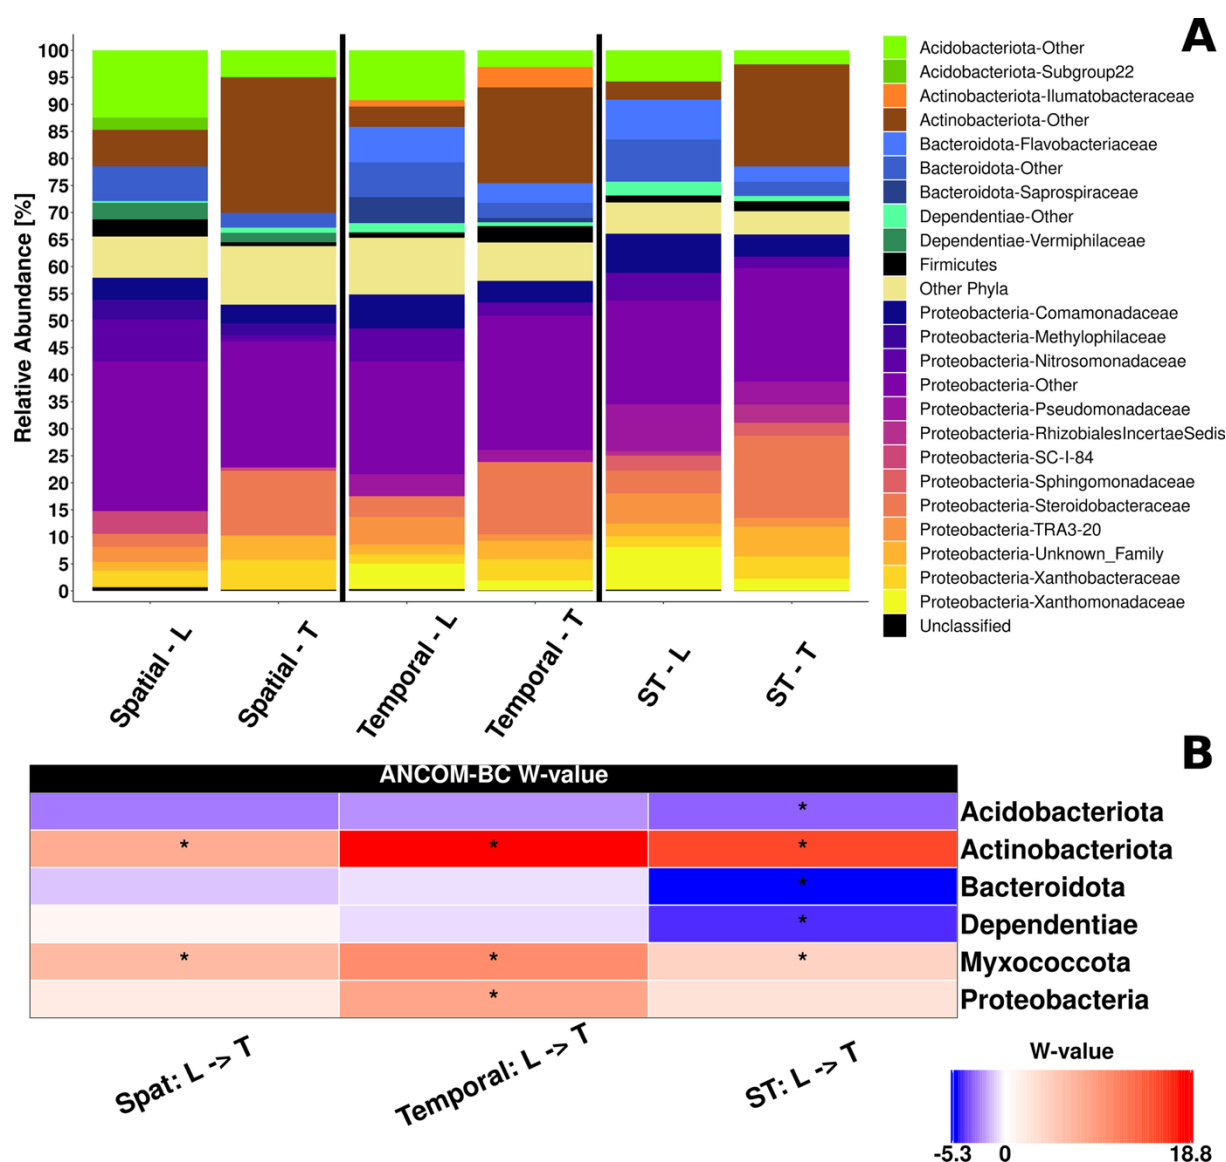 A
Relative Abundance [%]
100
95
90
85
80
75
70
65
60
55
50
45
40
35
30
25
20
15
10
5
0
Spatial - L
Spatial - T
Temporal - L
Temporal - T
ST - L
ST - T
Acidobacteriota-Other
Acidobacteriota-Subgroup22
Actinobacteriota-Ilumatobacteraceae
Actinobacteriota-Other
Bacteroidota-Flavobacteriaceae
Bacteroidota-Other
Bacteroidota-Saprospiraceae
Dependentiae-Other
Dependentiae-Vermiphilaceae
Firmicutes
Other Phyla
Proteobacteria-Comamonadaceae
Proteobacteria-Methylophilaceae
Proteobacteria-Nitrosomonadaceae
Proteobacteria-Other
Proteobacteria-Pseudomonadaceae
Proteobacteria-RhizobialesIncertaeSedis
Proteobacteria-SC-I-84
Proteobacteria-Sphingomonadaceae
Proteobacteria-Steroidobacteraceae
Proteobacteria-TRA3-20
Proteobacteria-Unknown_Family
Proteobacteria-Xanthobacteraceae
Proteobacteria-Xanthomonadaceae
Unclassified
B
ANCOM-BC W-value
* Acidobacteriota
* * * Actinobacteriota
* Bacteroidota
* Dependentiae
* * * Myxococcota
* Proteobacteria
Spat: L -> T
Temporal: L -> T
ST: L -> T
W-value
-5.3 0 18.8